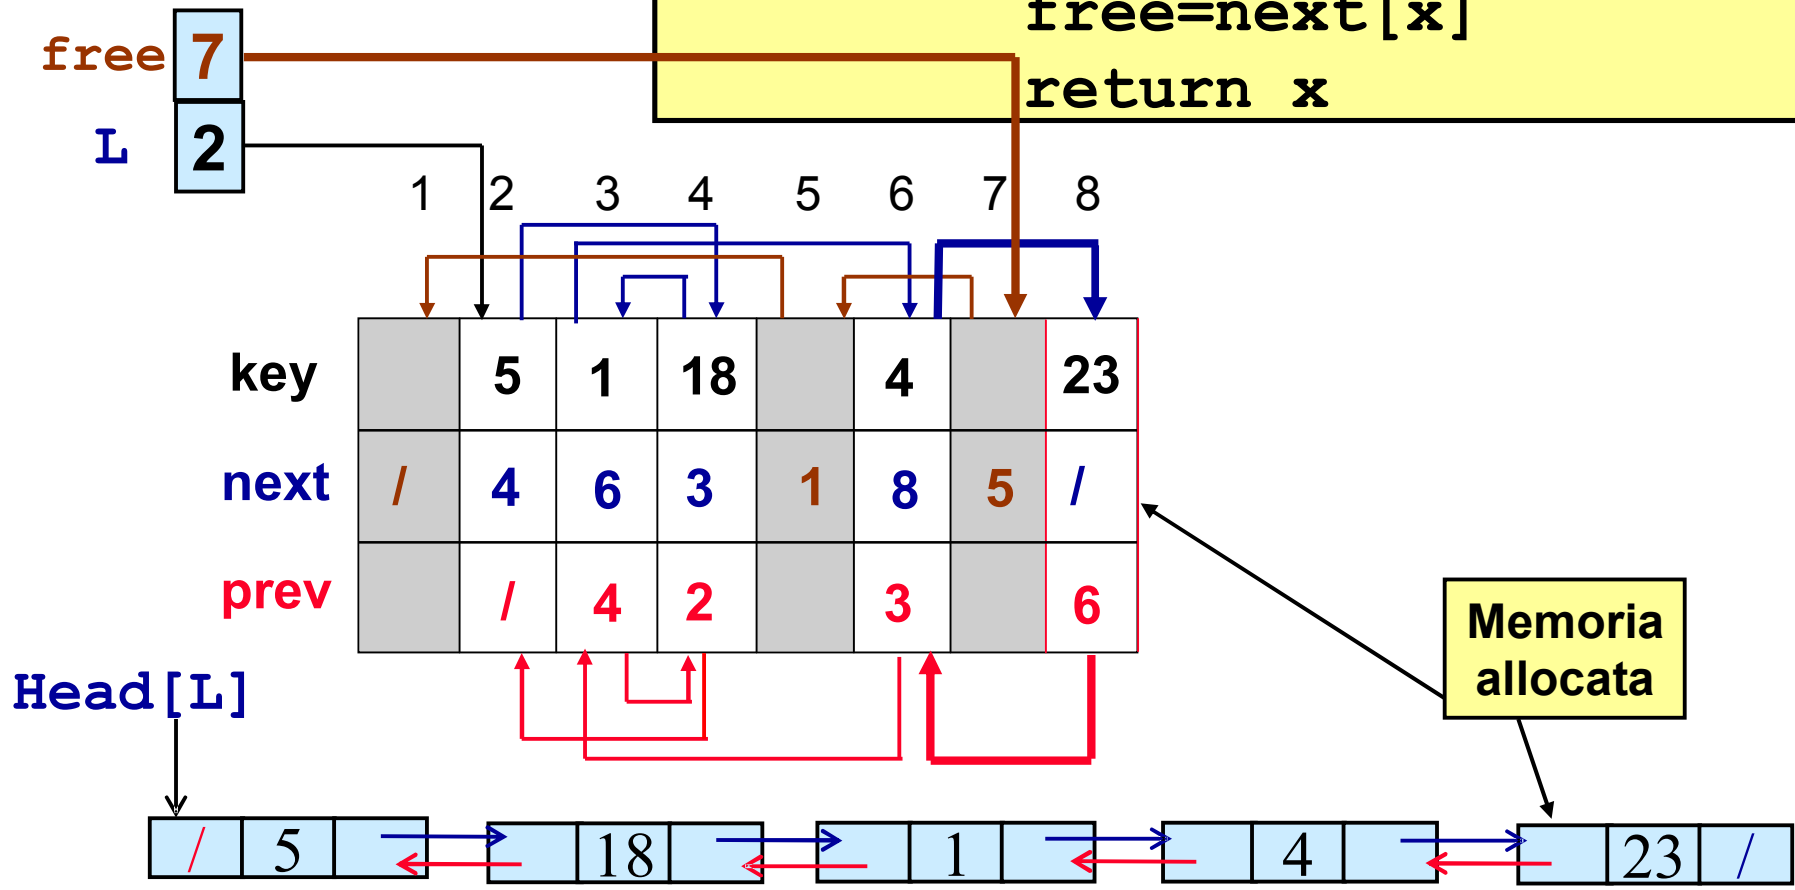 free=next[x]
return x
free 7
L 2
1 2 3 4 5 6 7 8
key 5 1 18 4 23
next / 4 6 3 1 8 5 /
prev / 4 2 3 6
Memoria
allocata
Head[L]
/ 5 18 1 4 23 /